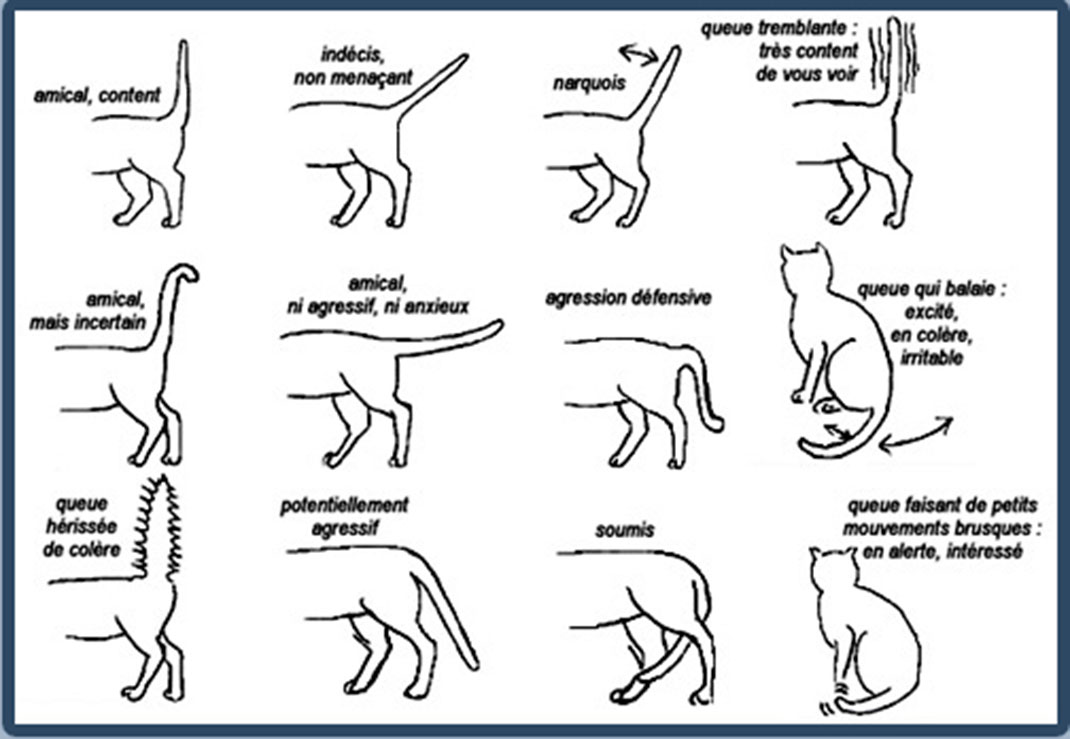 amical, content
indécis,
non menaçant
narquois
queue tremblante :
très content
de vous voir
amical,
mais incertain
amical,
ni agressif, ni anxieux
agression défensive
queue qui balaie :
excité,
en colère,
irritable
queue
hérissée
de colère
potentiellement
agressif
soumis
queue faisant de petits
mouvements brusques :
en alerte, intéressé